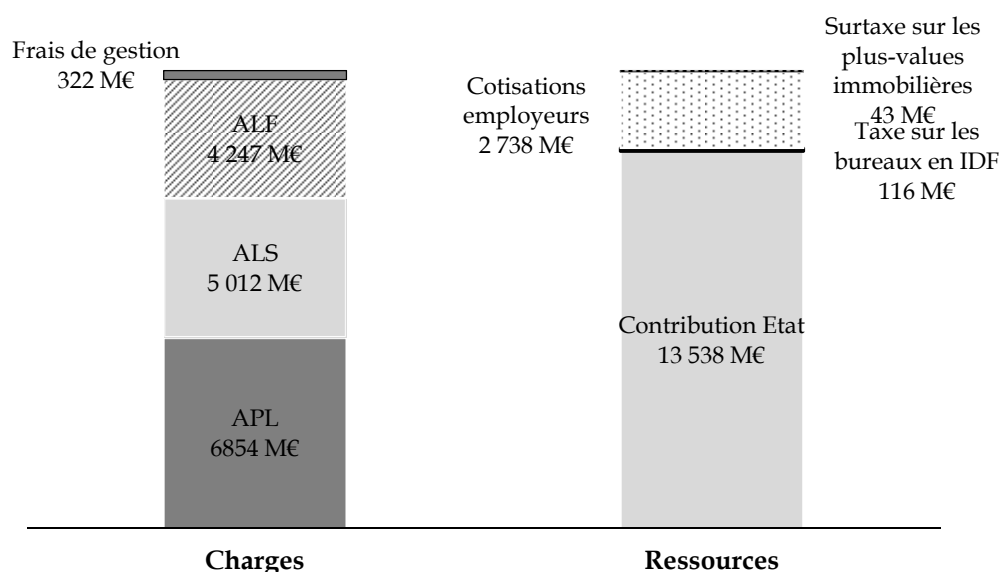 Frais de gestion
322 M€
ALF
4 247 M€
ALS
5 012 M€
APL
6854 M€
Charges
Cotisations
employeurs
2 738 M€
Surtaxe sur les
plus-values
immobilières
43 M€
Taxe sur les
bureaux en IDF
116 M€
Contribution Etat
13 538 M€
Ressources